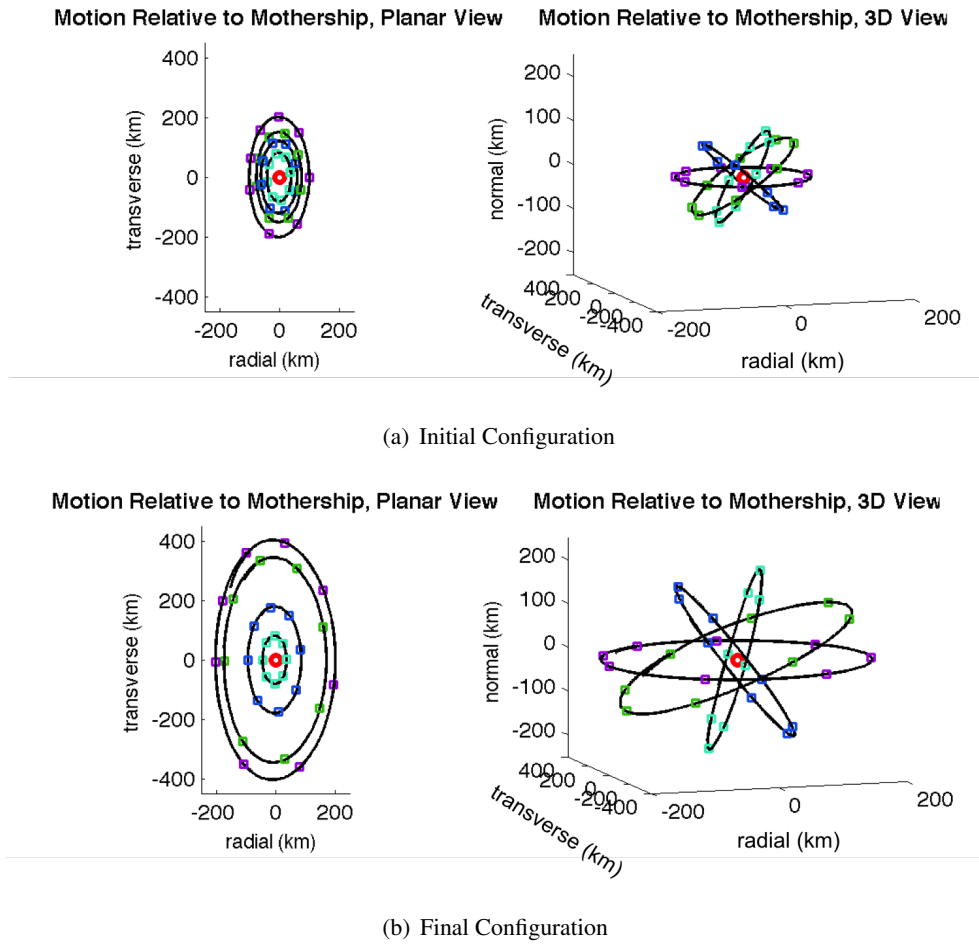 Motion Relative to Mothership, Planar View
400
200
0
-200
-400
transverse (km)
-200 0 200
radial (km)
Motion Relative to Mothership, 3D View
200
100
0
-100
-200
normal (km)
400
200
0
-200
-400
transverse (km)
-200 0 200
radial (km)
(a) Initial Configuration
Motion Relative to Mothership, Planar View
400
200
0
-200
-400
transverse (km)
-200 0 200
radial (km)
Motion Relative to Mothership, 3D View
200
100
0
-100
-200
normal (km)
400
200
0
-200
-400
transverse (km)
-200 0 200
radial (km)
(b) Final Configuration